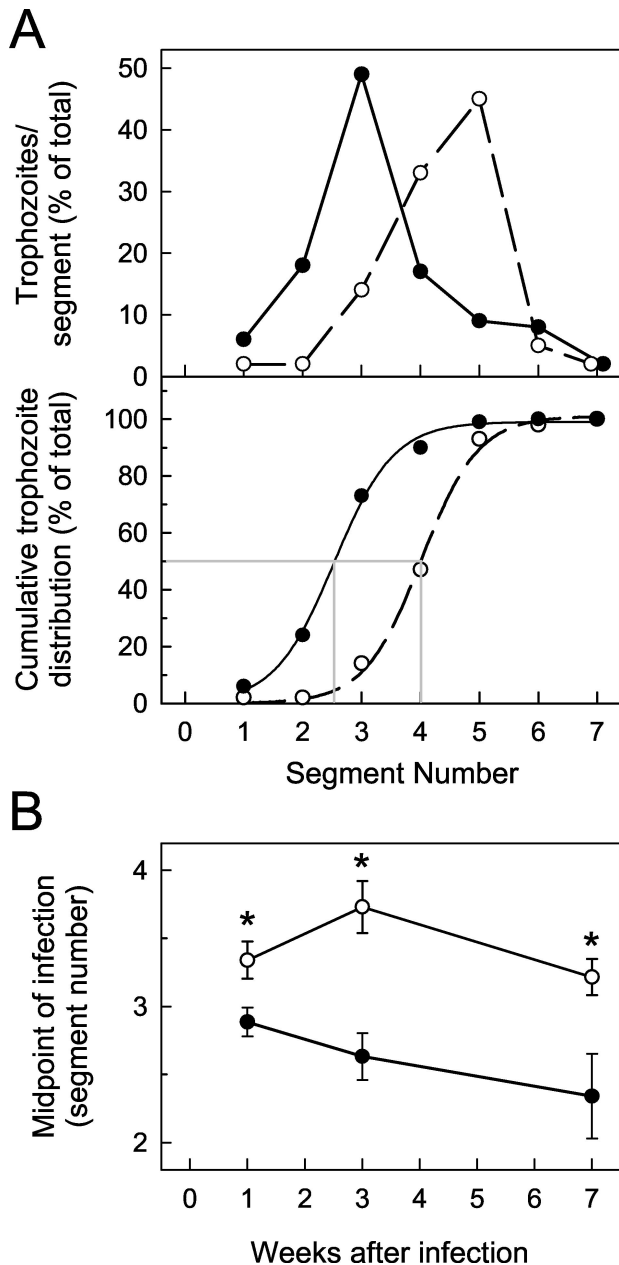 A
Trophozoites/
segment (% of total)
50
40
30
20
10
0
Cumulative trophozoite
distribution (% of total)
100
80
60
40
20
0
0 1 2 3 4 5 6 7
Segment Number
B
Midpoint of infection
(segment number)
4
3
2
* * *
0 1 2 3 4 5 6 7
Weeks after infection